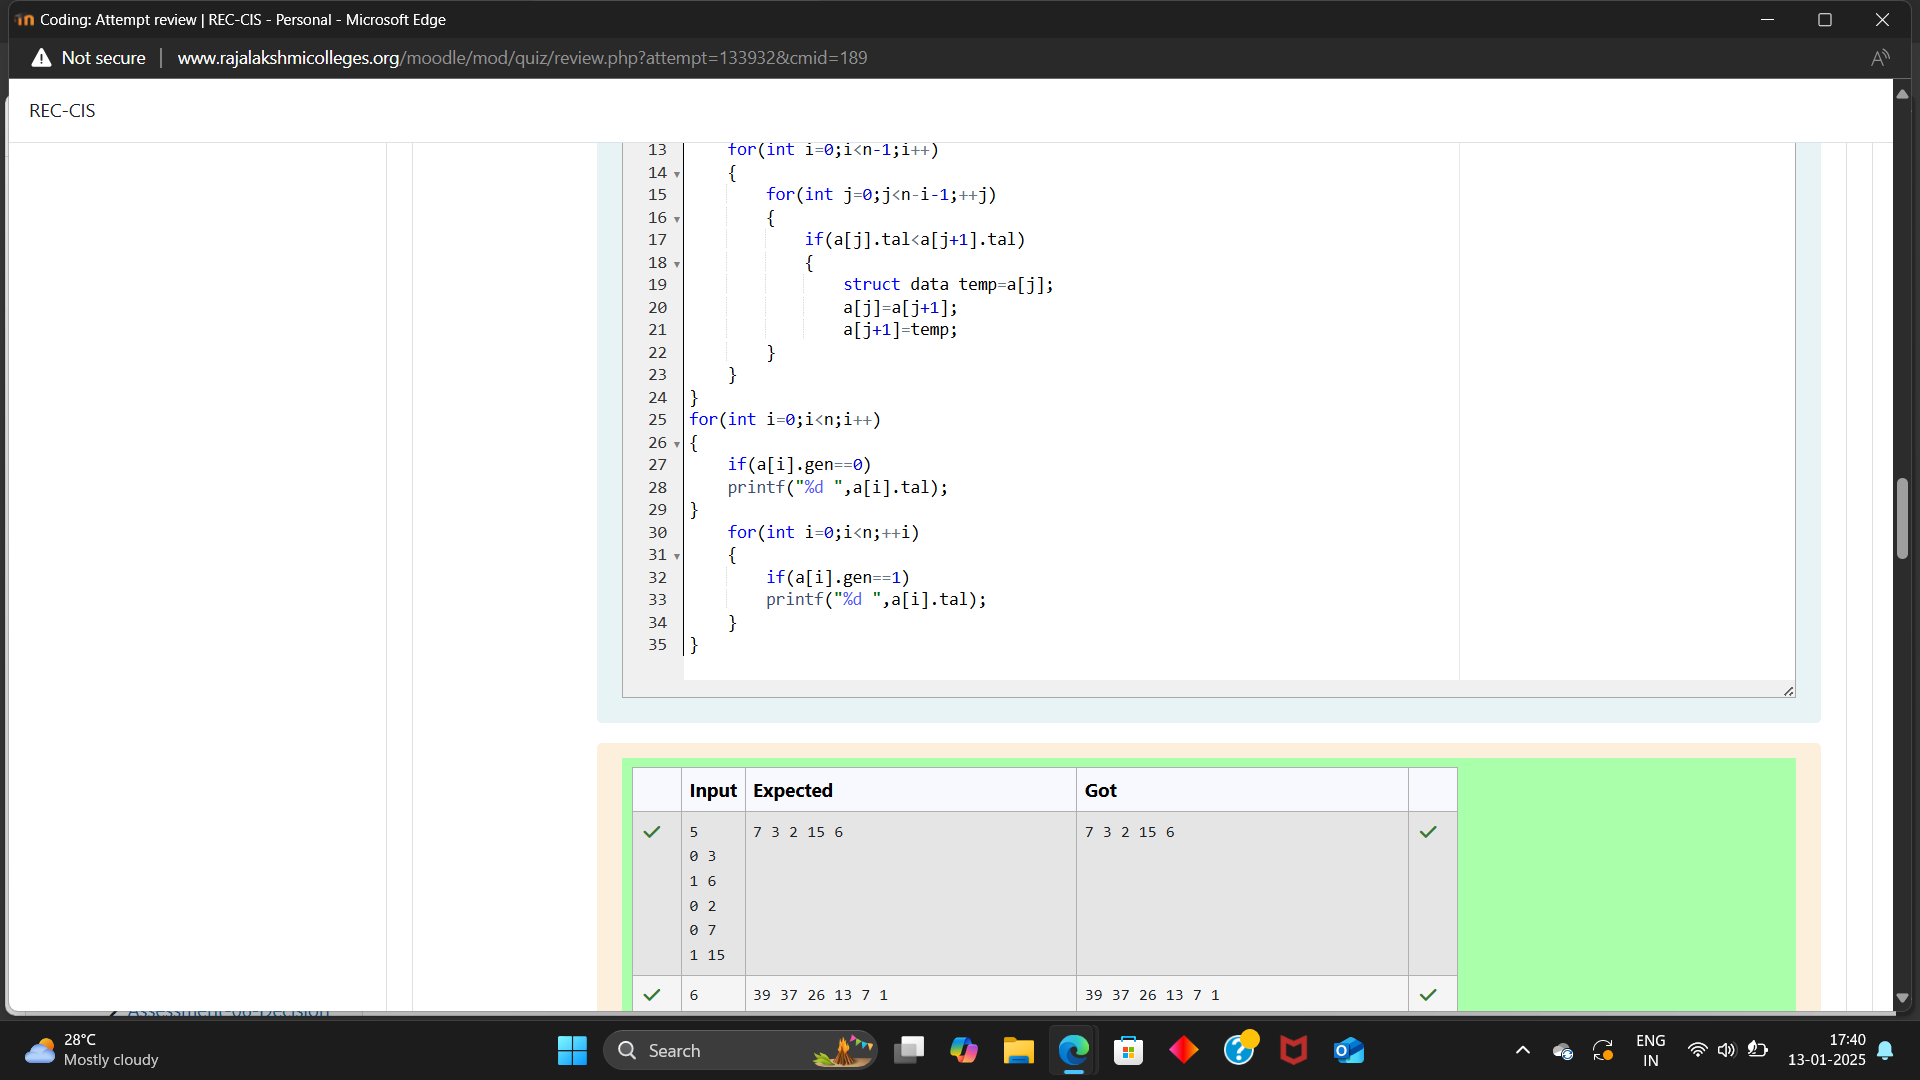 Coding: Attempt review | REC-CIS - Personal - Microsoft Edge
Not secure | www.rajalakshmicolleges.org/moodle/mod/quiz/review.php?attempt=133932&cmid=189
REC-CIS
13 for(int i=0;i<n-1;i++)
14 {
15 for(int j=0;j<n-i-1;++j)
16 {
17 if(a[j].tal<a[j+1].tal)
18 {
19 struct data temp=a[j];
20 a[j]=a[j+1];
21 a[j+1]=temp;
22 }
23 }
24 }
25 for(int i=0;i<n;i++)
26 {
27 if(a[i].gen==0)
28 printf("%d ",a[i].tal);
29 }
30 for(int i=0;i<n;++i)
31 {
32 if(a[i].gen==1)
33 printf("%d ",a[i].tal);
34 }
35 }
Input Expected Got
5 7 3 2 15 6 7 3 2 15 6
0 3
1 6
0 2
0 7
1 15
6 39 37 26 13 7 1 39 37 26 13 7 1
28°C
Mostly cloudy
Search
ENG
IN
17:40
13-01-2025